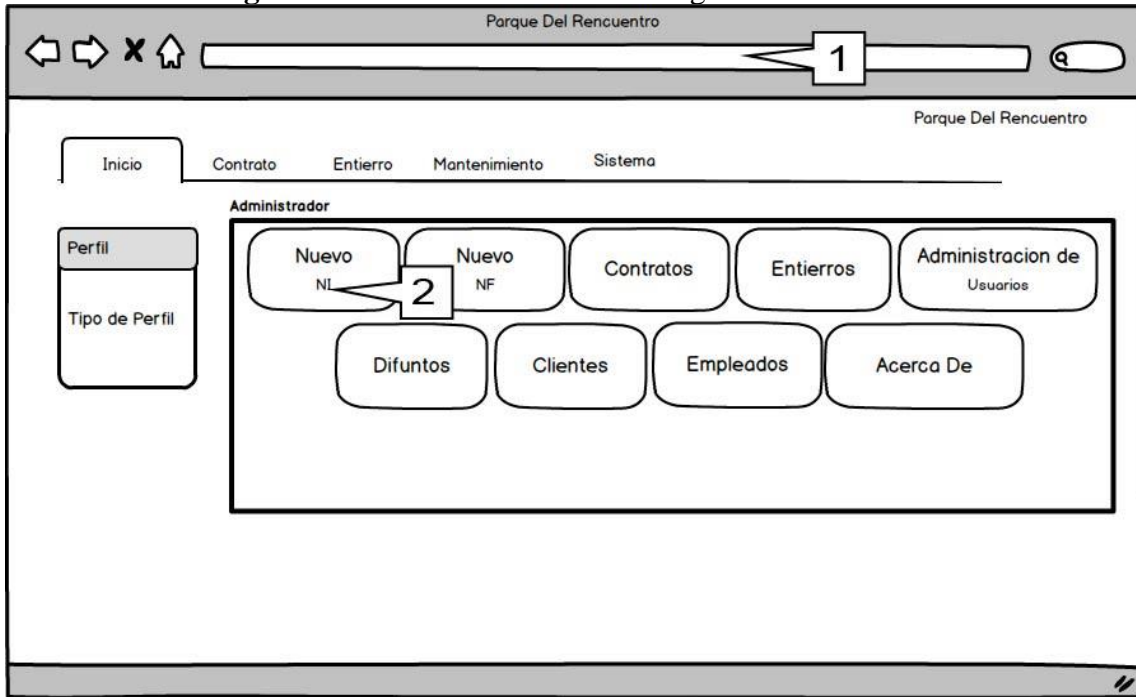 Parque Del Rencuentro
1
Parque Del Rencuentro
Inicio Contrato Entierro Mantenimiento Sistema
Administrador
Perfil
Tipo de Perfil
Nuevo
NI
2
Nuevo
NF
Contratos
Entierros
Administracion de
Usuarios
Difuntos
Clientes
Empleados
Acerca De